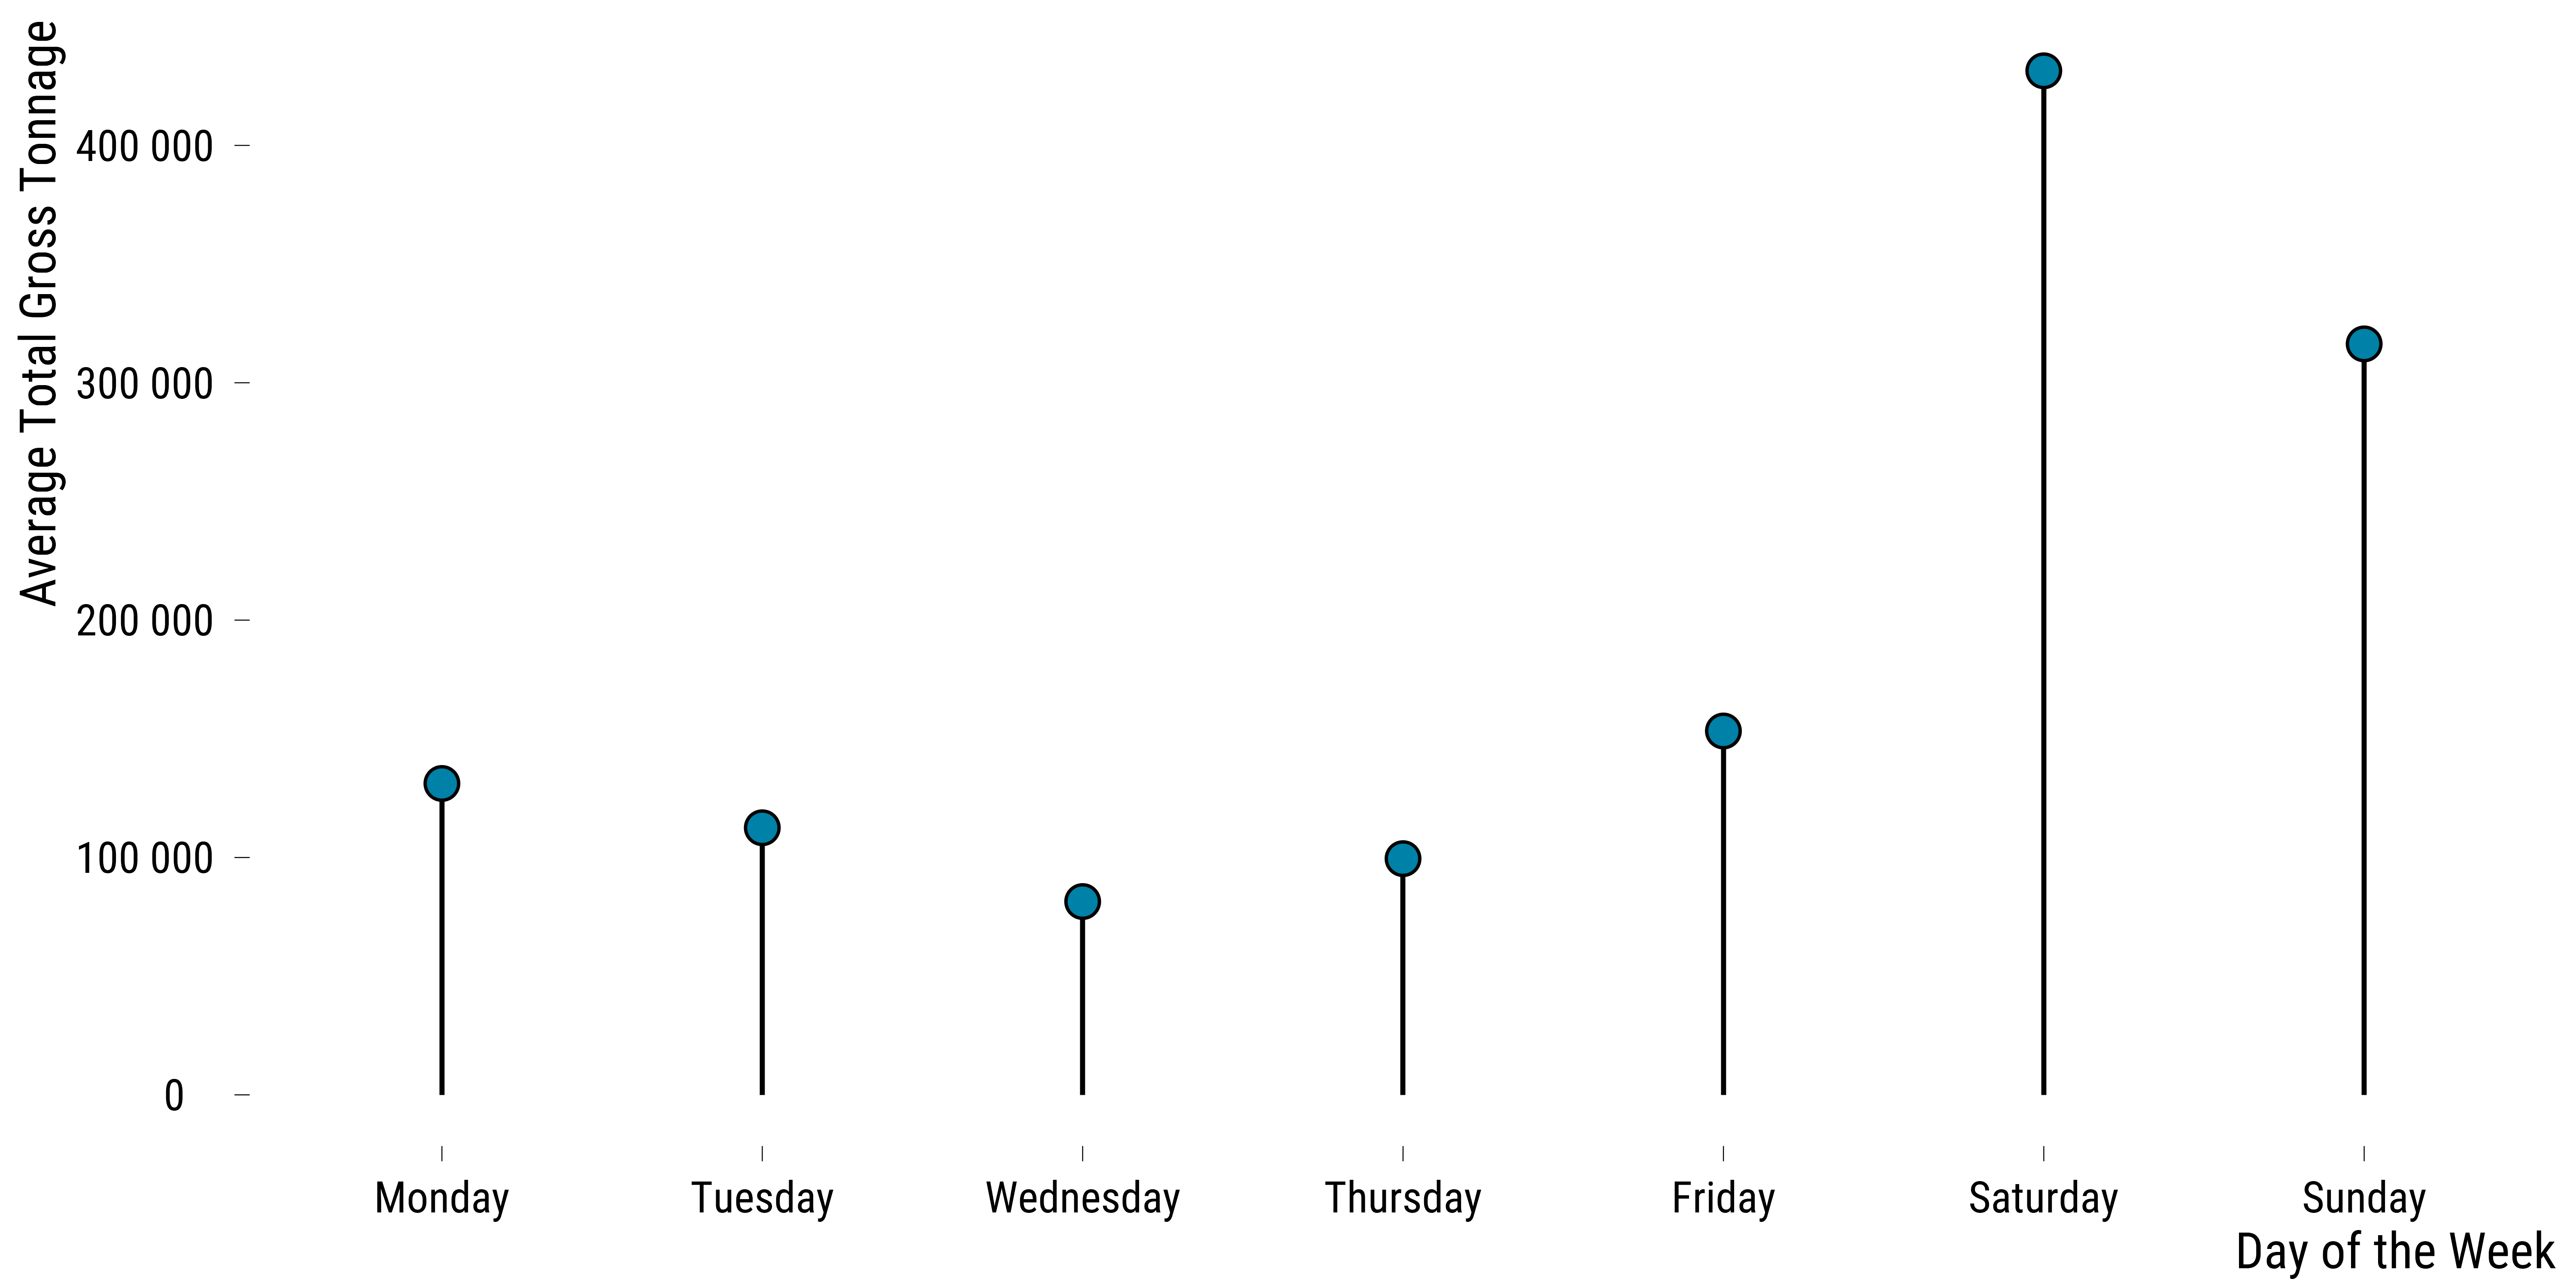 Average Total Gross Tonnage
400 000
300 000
200 000
100 000
0
Monday
Tuesday
Wednesday
Thursday
Friday
Saturday
Sunday
Day of the Week